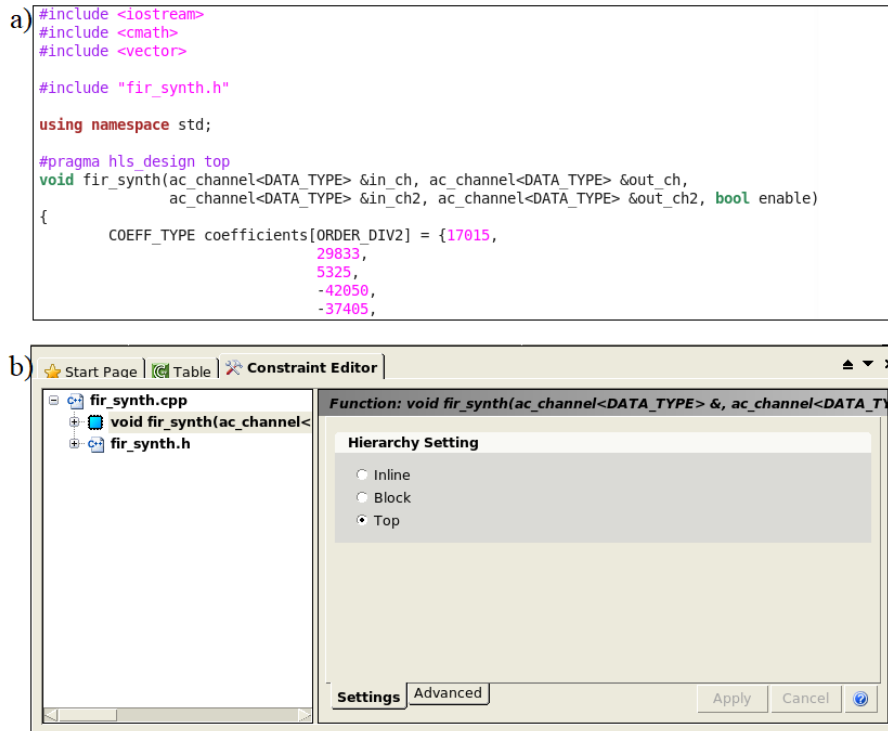 a)
#include <iostream>
#include <cmath>
#include <vector>
#include "fir_synth.h"
using namespace std;
#pragma hls_design top
void fir_synth(ac_channel<DATA_TYPE> &in_ch, ac_channel<DATA_TYPE> &out_ch,
ac_channel<DATA_TYPE> &in_ch2, ac_channel<DATA_TYPE> &out_ch2, bool enable)
{
COEFF_TYPE coefficients[ORDER_DIV2] = {17015,
29833,
5325,
-42050,
-37405,
b)
Start Page Table Constraint Editor
fir_synth.cpp
void fir_synth(ac_channel<
fir_synth.h
Function: void fir_synth(ac_channel<DATA_TYPE> &, ac_channel<DATA_TY
Hierarchy Setting
Inline
Block
Top
Settings Advanced Apply Cancel